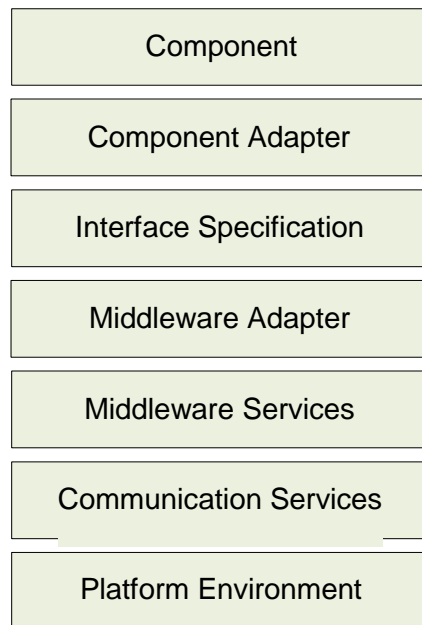 Component
Component Adapter
Interface Specification
Middleware Adapter
Middleware Services
Communication Services
Platform Environment